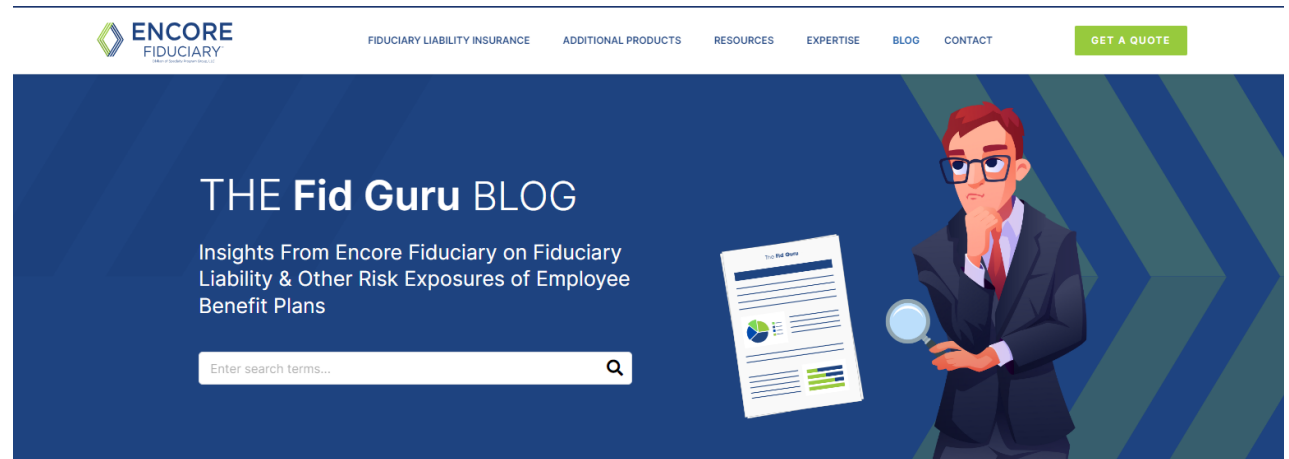 ENCORE
FIDUCIARY
FIDUCIARY LIABILITY INSURANCE
ADDITIONAL PRODUCTS
RESOURCES
EXPERTISE
BLOG
CONTACT
GET A QUOTE
THE Fid Guru BLOG
Insights From Encore Fiduciary on Fiduciary
Liability & Other Risk Exposures of Employee
Benefit Plans
Enter search terms...
The Fid Guru